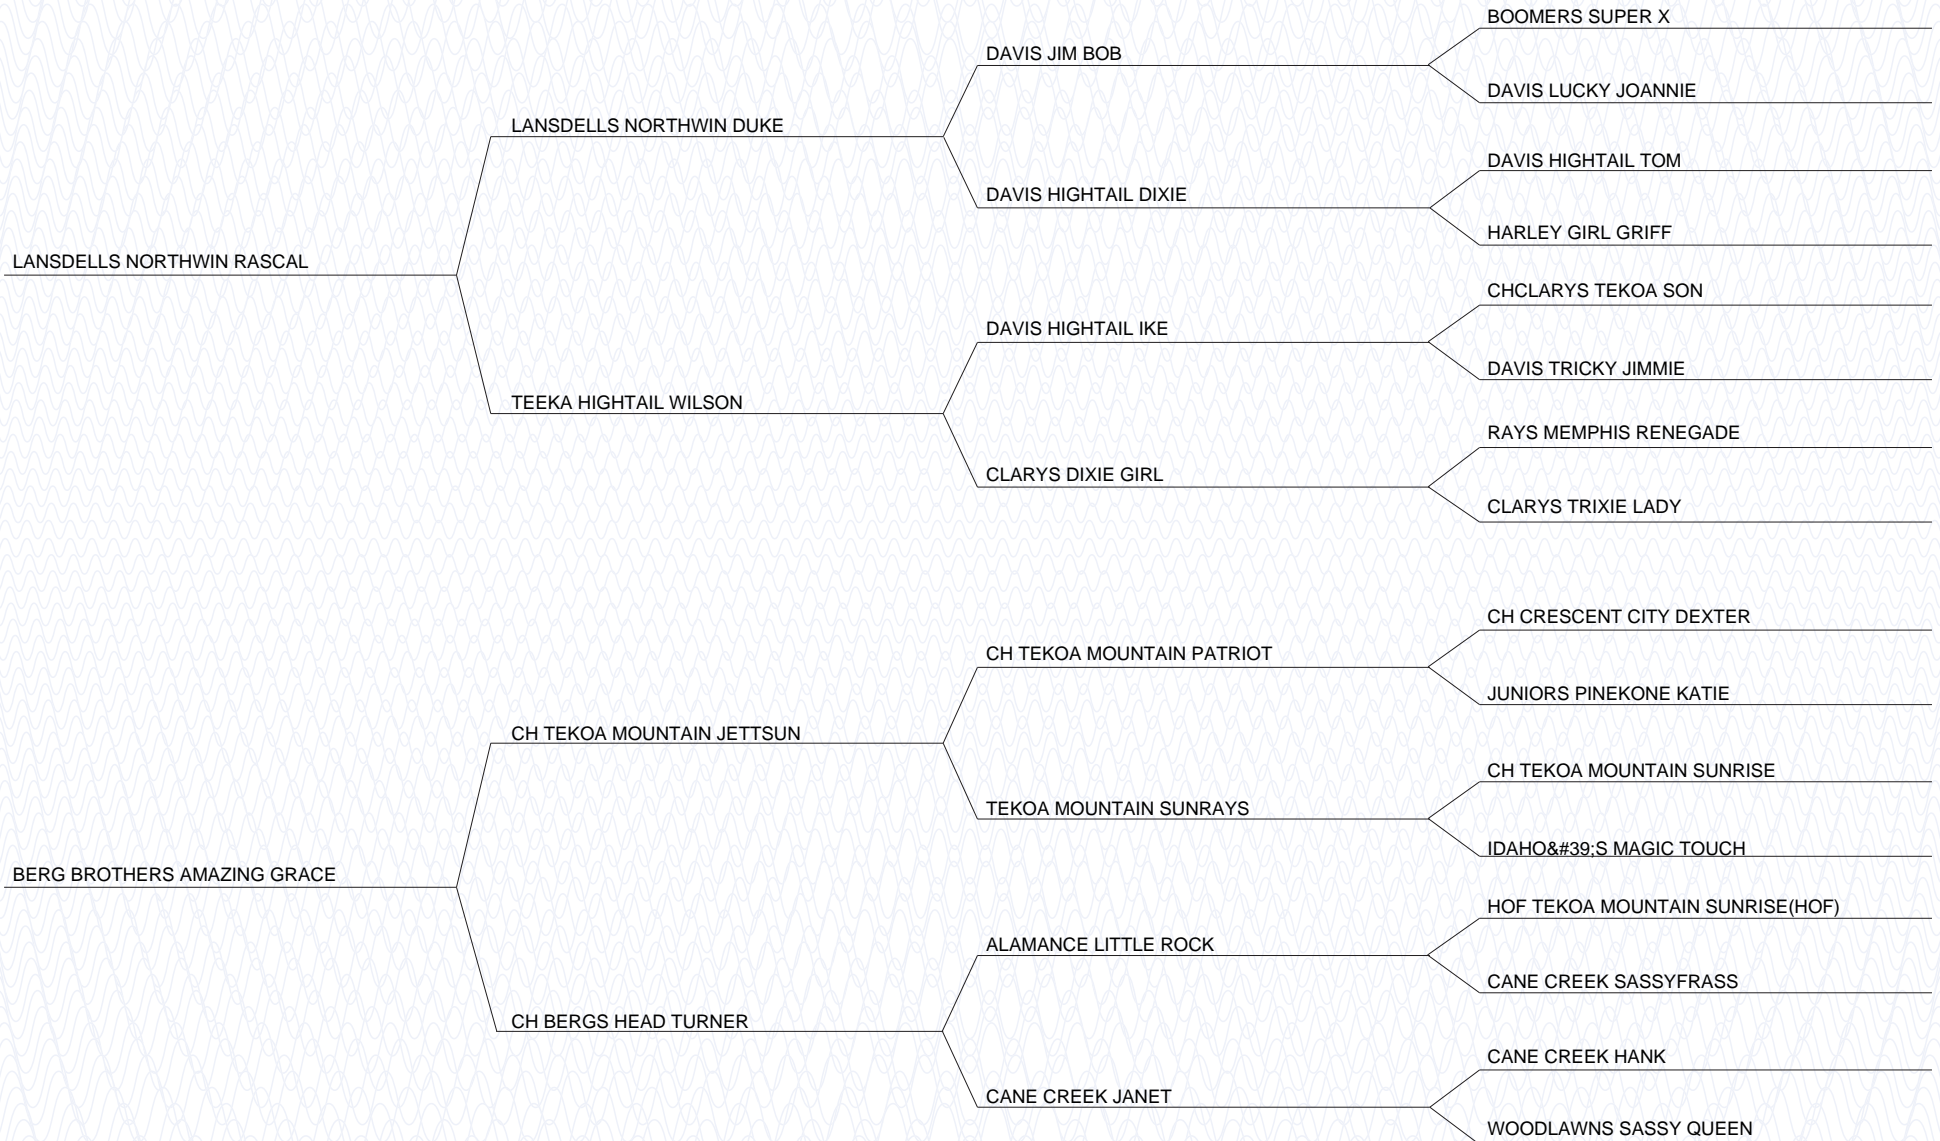 BOOMERS SUPER X
DAVIS JIM BOB
DAVIS LUCKY JOANNIE
LANSDELLS NORTHWIN DUKE
DAVIS HIGHTAIL TOM
DAVIS HIGHTAIL DIXIE
HARLEY GIRL GRIFF
LANSDELLS NORTHWIN RASCAL
CHCLARYS TEKOA SON
DAVIS HIGHTAIL IKE
DAVIS TRICKY JIMMIE
TEEKA HIGHTAIL WILSON
RAYS MEMPHIS RENEGADE
CLARYS DIXIE GIRL
CLARYS TRIXIE LADY
CH CRESCENT CITY DEXTER
CH TEKOA MOUNTAIN PATRIOT
JUNIORS PINEKONE KATIE
CH TEKOA MOUNTAIN JETTSUN
CH TEKOA MOUNTAIN SUNRISE
TEKOA MOUNTAIN SUNRAYS
IDAHO&#39;S MAGIC TOUCH
BERG BROTHERS AMAZING GRACE
HOF TEKOA MOUNTAIN SUNRISE(HOF)
ALAMANCE LITTLE ROCK
CANE CREEK SASSYFRASS
CH BERGS HEAD TURNER
CANE CREEK HANK
CANE CREEK JANET
WOODLAWNS SASSY QUEEN